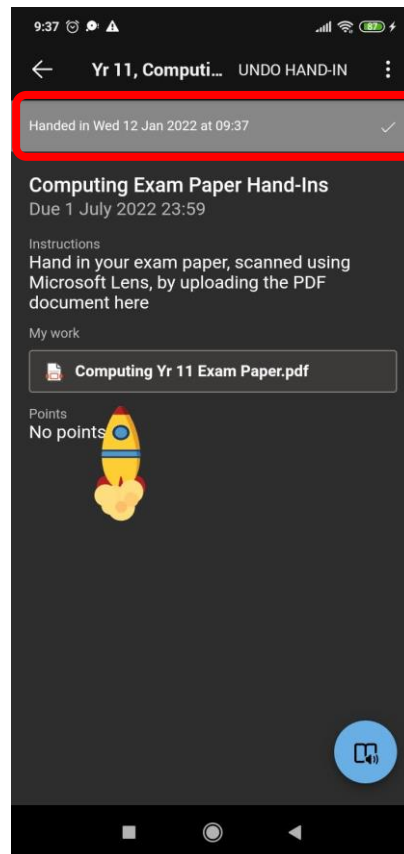 9:37
87
Yr 11, Computi... UNDO HAND-IN
Handed in Wed 12 Jan 2022 at 09:37
Computing Exam Paper Hand-Ins
Due 1 July 2022 23:59
Instructions
Hand in your exam paper, scanned using
Microsoft Lens, by uploading the PDF
document here
My work
Computing Yr 11 Exam Paper.pdf
Points
No points